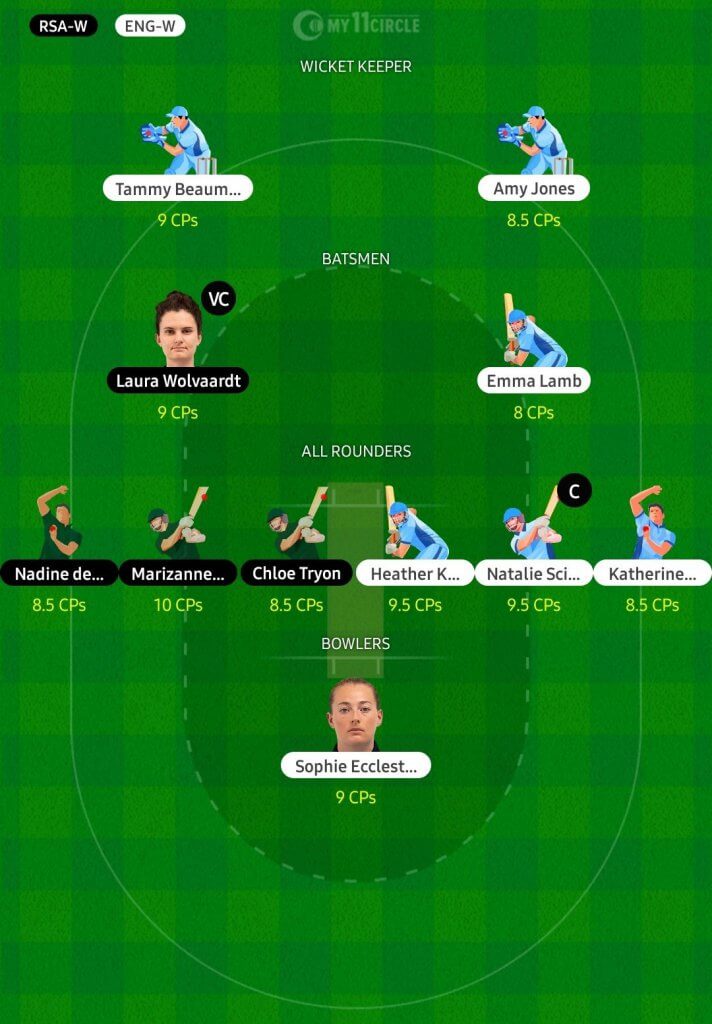 RSA-W ENG-W MY11CIRCLE
WICKET KEEPER
Tammy Beaum... Amy Jones
9 CPs 8.5 CPs
BATSMEN
VC
Laura Wolvaardt Emma Lamb
9 CPs 8 CPs
ALL ROUNDERS
C
Nadine de... Marizanne... Chloe Tryon Heather K... Natalie Sci... Katherine...
8.5 CPs 10 CPs 8.5 CPs 9.5 CPs 9.5 CPs 8.5 CPs
BOWLERS
Sophie Ecclest...
9 CPs